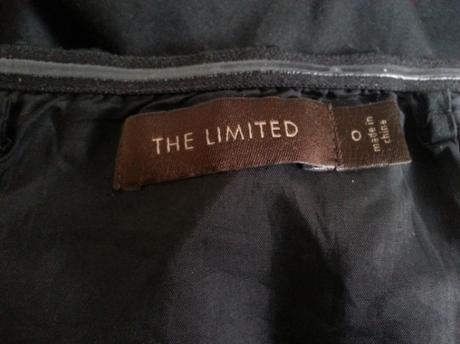 THE LIMITED
0
made in
china